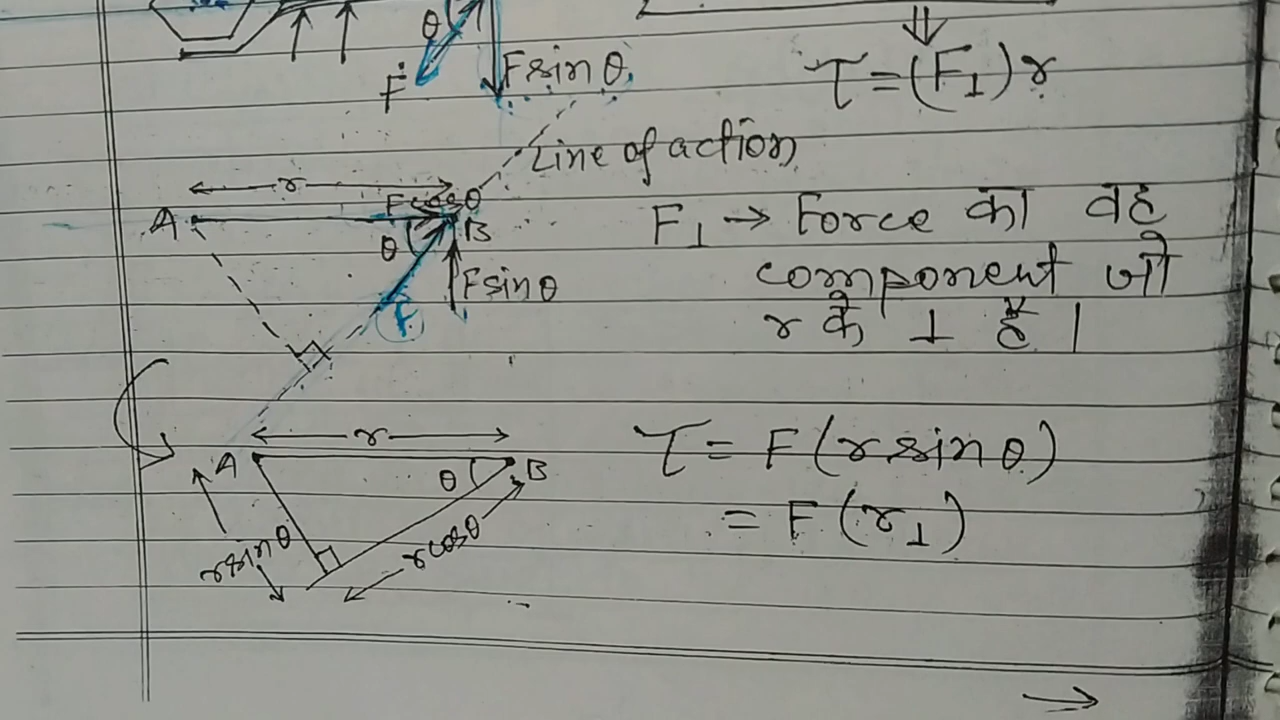 θ
F
F sin θ
τ = (F⊥) r
Line of action
r
F cos θ
A
B
θ
F
F sin θ
F⊥ → Force का वह
component जो
r के ⊥ है।
r
A
θ
B
r sin θ
r cos θ
τ = F (r sin θ)
= F (r⊥)